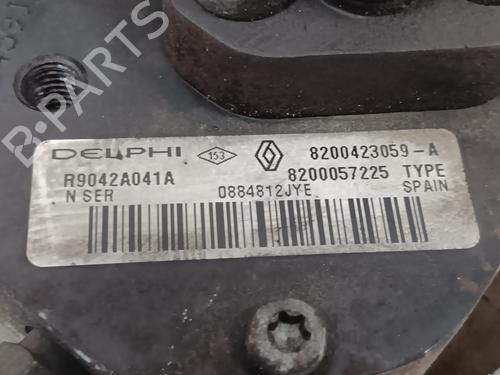 DELPHI 153 8200423059-A
R9042A041A 8200057225 TYPE
N SER 0884812JYE SPAIN
B-PARTS